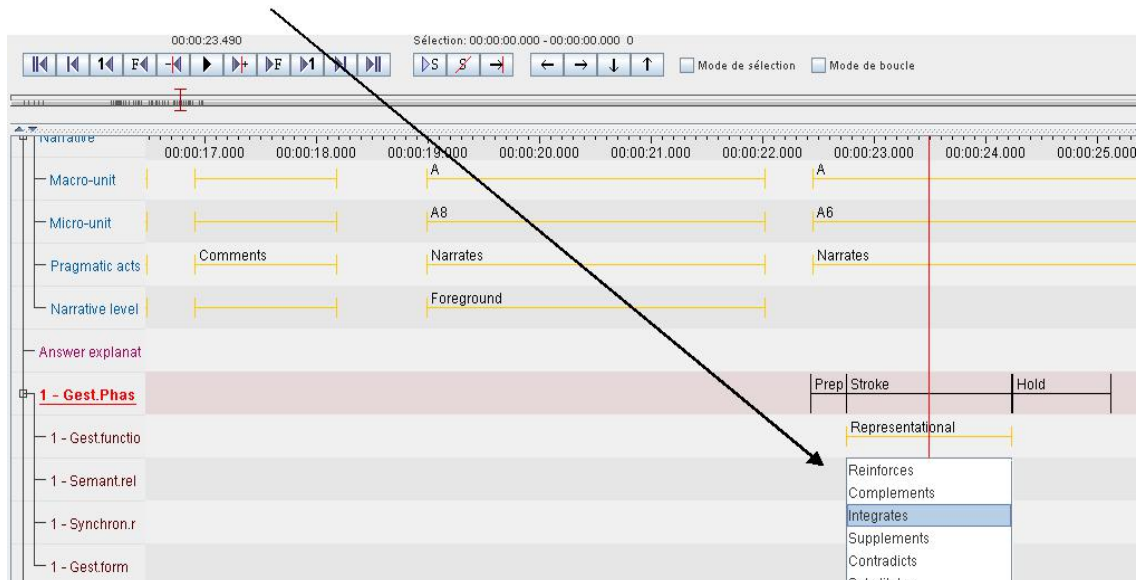 00:00:23.490 Sélection: 00:00:00.000 - 00:00:00.000 0
1 F F 1 S S Mode de sélection Mode de boucle
Narrative
00:00:17.000 00:00:18.000 00:00:19.000 00:00:20.000 00:00:21.000 00:00:22.000 00:00:23.000 00:00:24.000 00:00:25.000
Macro-unit A A
Micro-unit A8 A6
Pragmatic acts Comments Narrates Narrates
Narrative level Foreground
Answer explanat
1 - Gest.Phas Prep Stroke Hold
1 - Gest.functio Representational
1 - Semant.rel Reinforces
Complements
1 - Synchron.r Integrates
Supplements
1 - Gest.form Contradicts